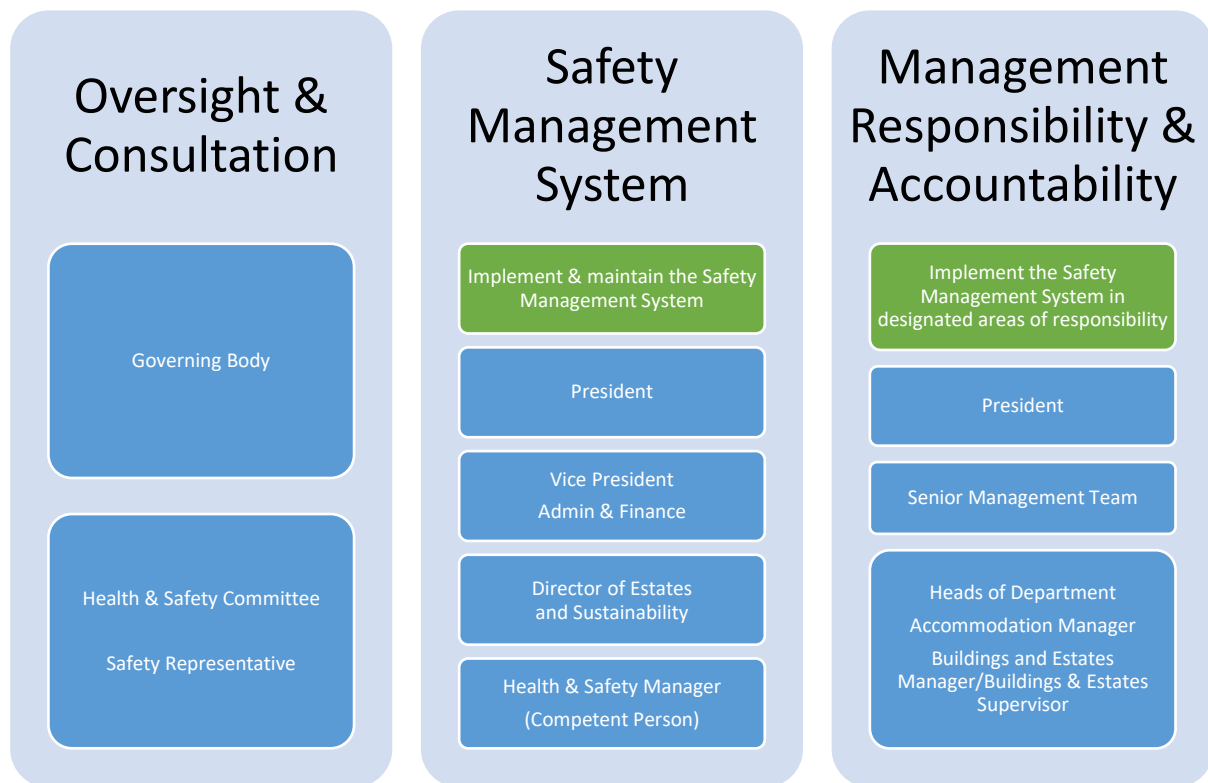 Oversight &
Consultation
Governing Body
Health & Safety Committee
Safety Representative
Safety
Management
System
Implement & maintain the Safety
Management System
President
Vice President
Admin & Finance
Director of Estates
and Sustainability
Health & Safety Manager
(Competent Person)
Management
Responsibility &
Accountability
Implement the Safety
Management System in
designated areas of responsibility
President
Senior Management Team
Heads of Department
Accommodation Manager
Buildings and Estates
Manager/Buildings & Estates
Supervisor